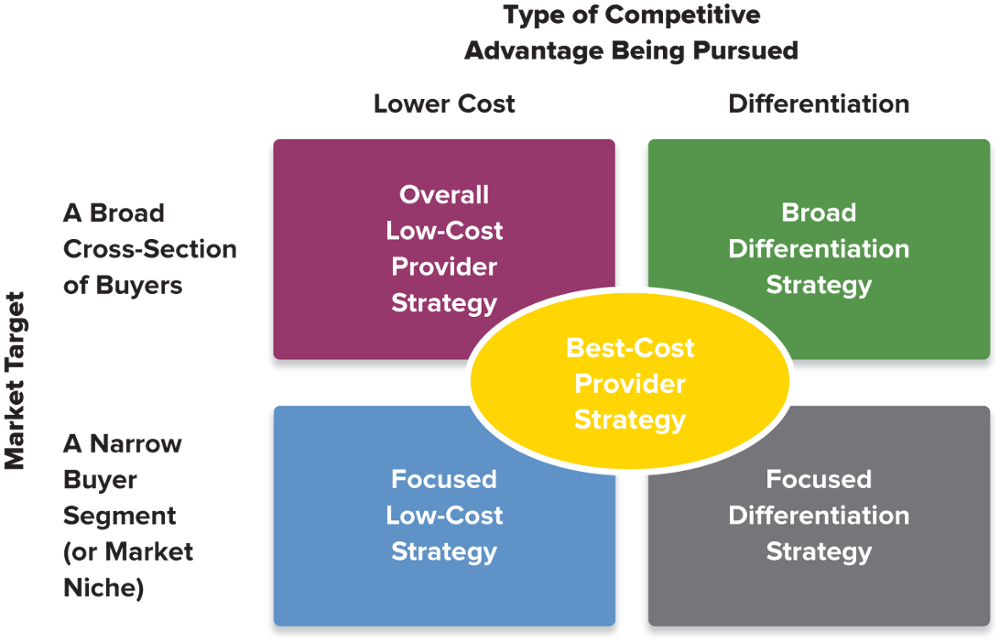 Type of Competitive
Advantage Being Pursued
Lower Cost
Differentiation
Market Target
A Broad
Cross-Section
of Buyers
Overall
Low-Cost
Provider
Strategy
Broad
Differentiation
Strategy
Best-Cost
Provider
Strategy
A Narrow
Buyer
Segment
(or Market
Niche)
Focused
Low-Cost
Strategy
Focused
Differentiation
Strategy